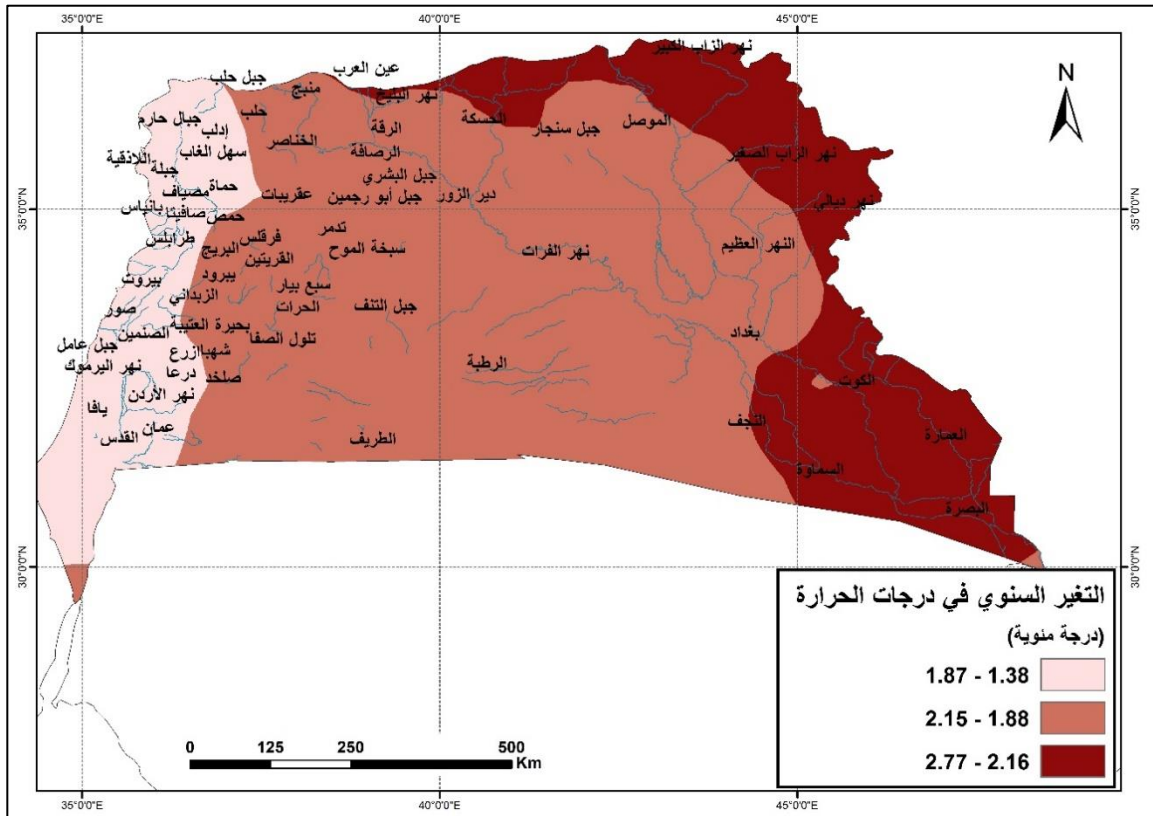 35°0'0"E
40°0'0"E
45°0'0"E
N
نهر الزاب الكبير
عين العرب
جبل حلب
منبج
نهر البليخ
حلب
جبال حارم
إدلب
الرقة
الحسكة
الموصل
الخناصر
جبل سنجار
سهل الغاب
الرصافة
نهر الزاب الصغير
اللاذقية
جبلة
جبل البشري
حماة
مصياف
عقربيات
جبل أبو رجمين
دير الزور
نهر ديالى
بانياس
صافيتا
حمص
35°0'0"N
35°0'0"N
تدمر
طرابلس
فرقلس
البريج
سبخة الموح
نهر الفرات
النهر العظيم
القريتين
بيروت
يبرود
سبع بيار
الزبداني
الحرات
جبل التنف
صور
بحيرة العتيبة
الصنمين
تلول الصفا
بغداد
جبل عامل
شهبا
ازرع
نهر اليرموك
درعا
صلخد
الرطبة
الكوت
نهر الأردن
يافا
النجف
عمان
القدس
الطريف
العمارة
السماوة
البصرة
30°0'0"N
30°0'0"N
التغير السنوي في درجات الحرارة
(درجة مئوية)
1.87 - 1.38
2.15 - 1.88
2.77 - 2.16
0 125 250 500
Km
35°0'0"E
40°0'0"E
45°0'0"E